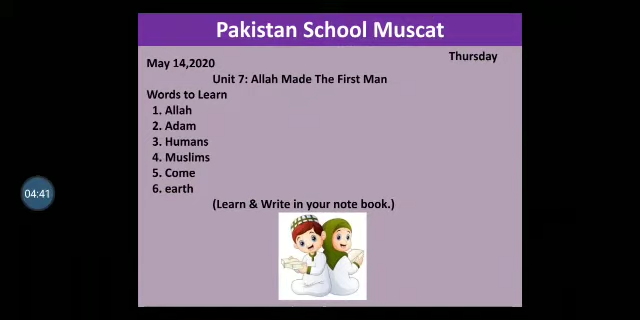 Pakistan School Muscat
Thursday
May 14,2020
Unit 7: Allah Made The First Man
Words to Learn
1. Allah
2. Adam
3. Humans
4. Muslims
5. Come
6. earth
04:41
(Learn & Write in your note book.)